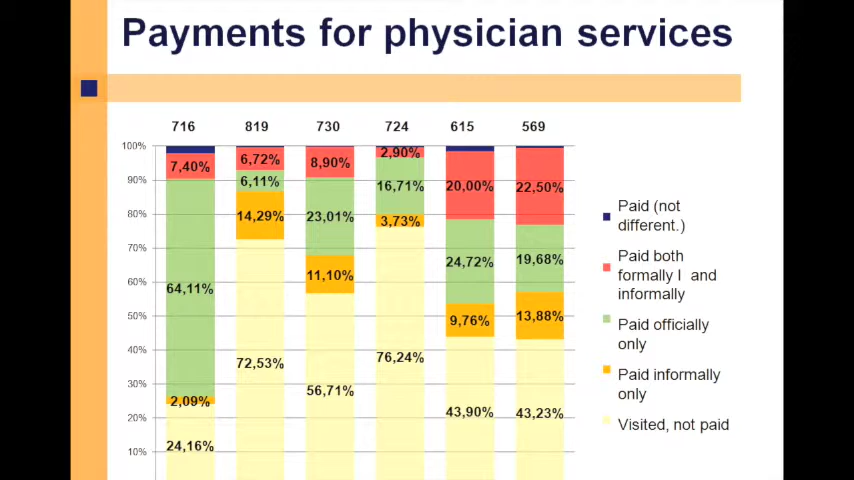 Payments for physician services
716 819 730 724 615 569
100%
90%
80%
70%
60%
50%
40%
30%
20%
10%
7,40%
64,11%
2,09%
24,16%
6,72%
6,11%
14,29%
72,53%
8,90%
23,01%
11,10%
56,71%
2,90%
16,71%
3,73%
76,24%
20,00%
24,72%
9,76%
43,90%
22,50%
19,68%
13,88%
43,23%
Paid (not
different.)
Paid both
formally I and
informally
Paid officially
only
Paid informally
only
Visited, not paid